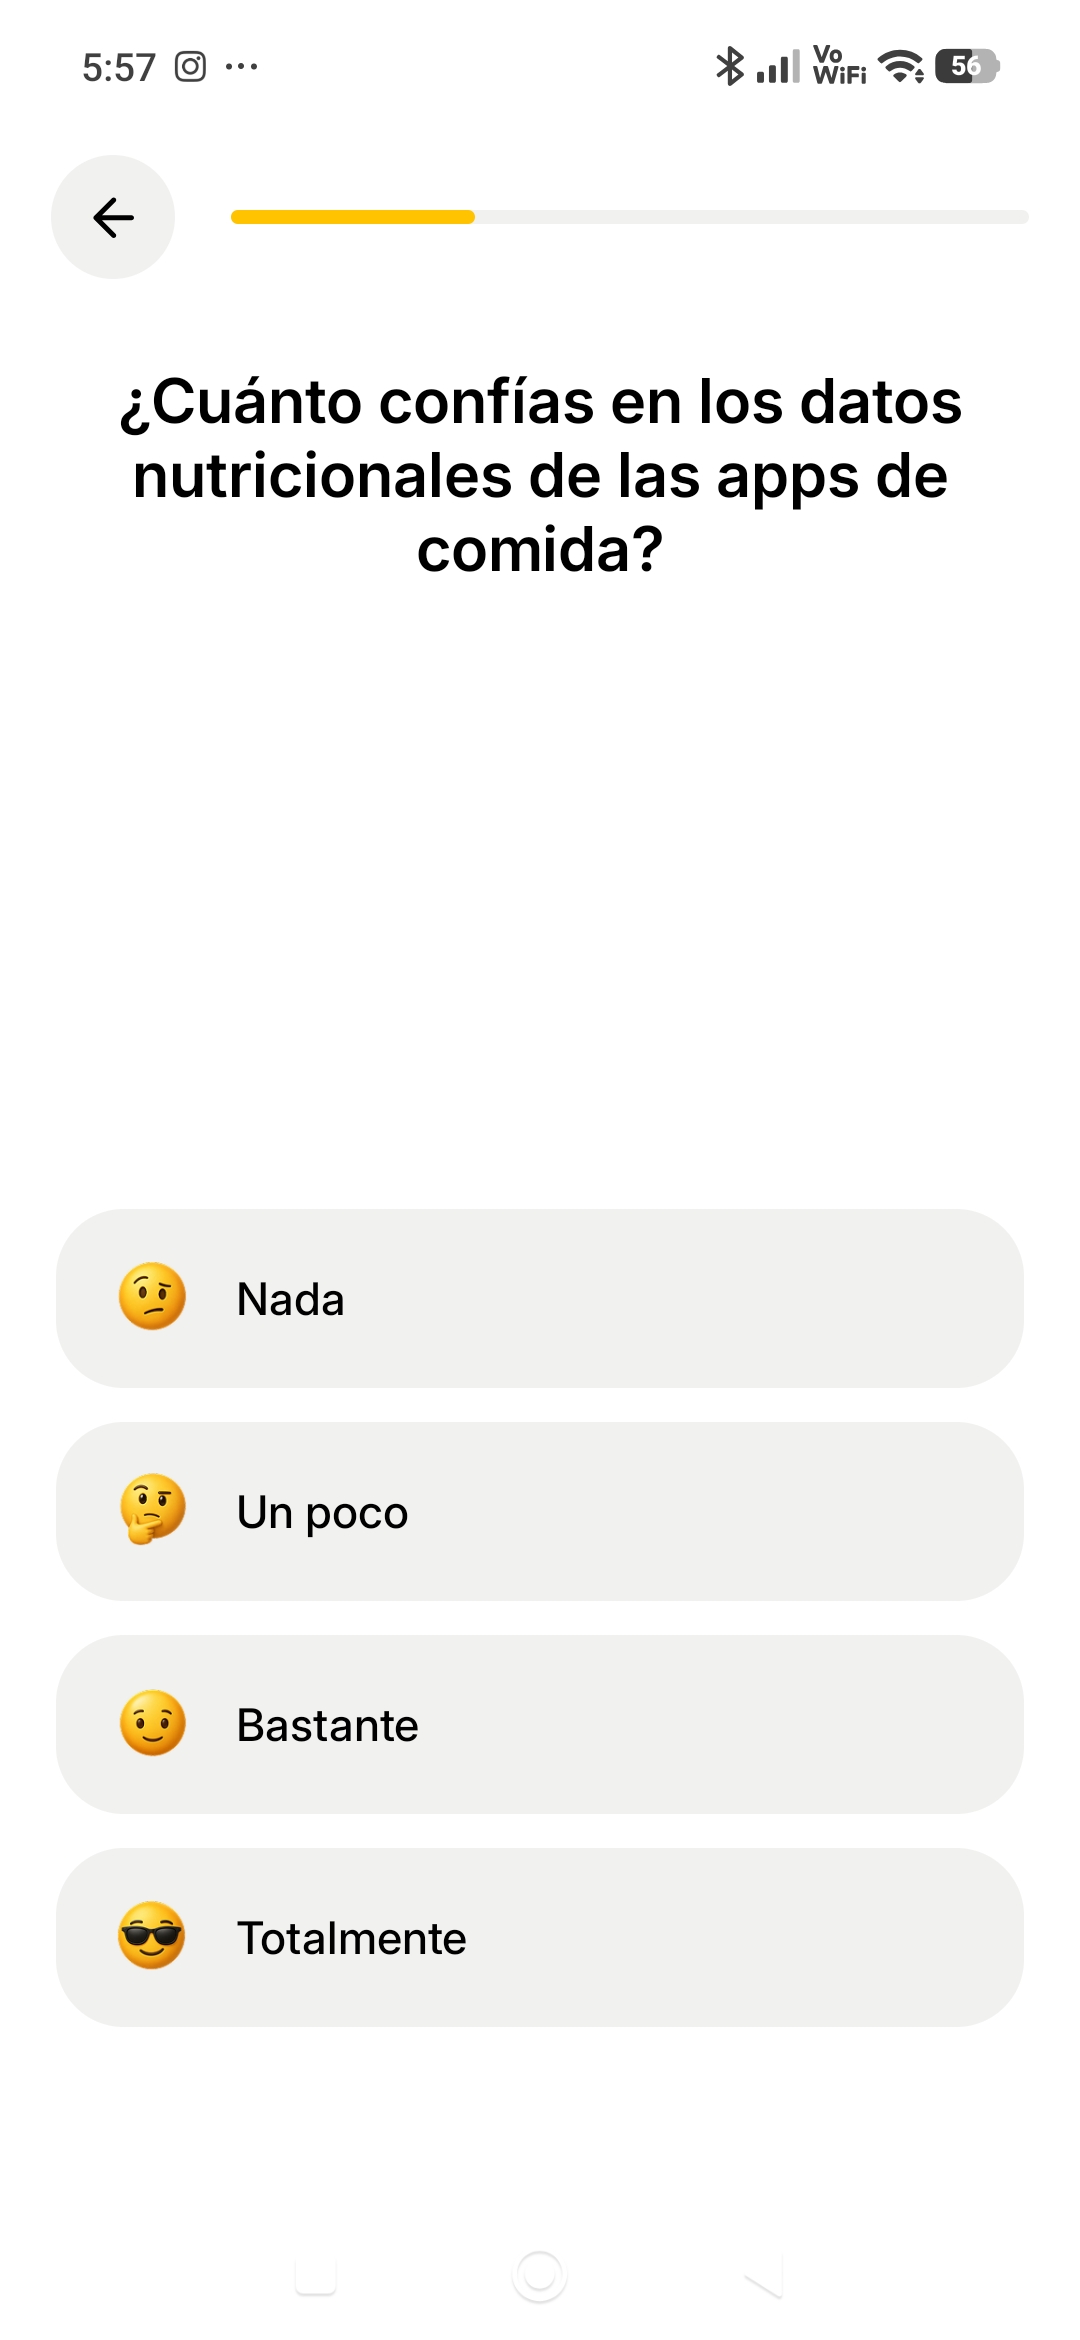 5:57
Vo
WiFi
56
¿Cuánto confías en los datos
nutricionales de las apps de
comida?
Nada
Un poco
Bastante
Totalmente